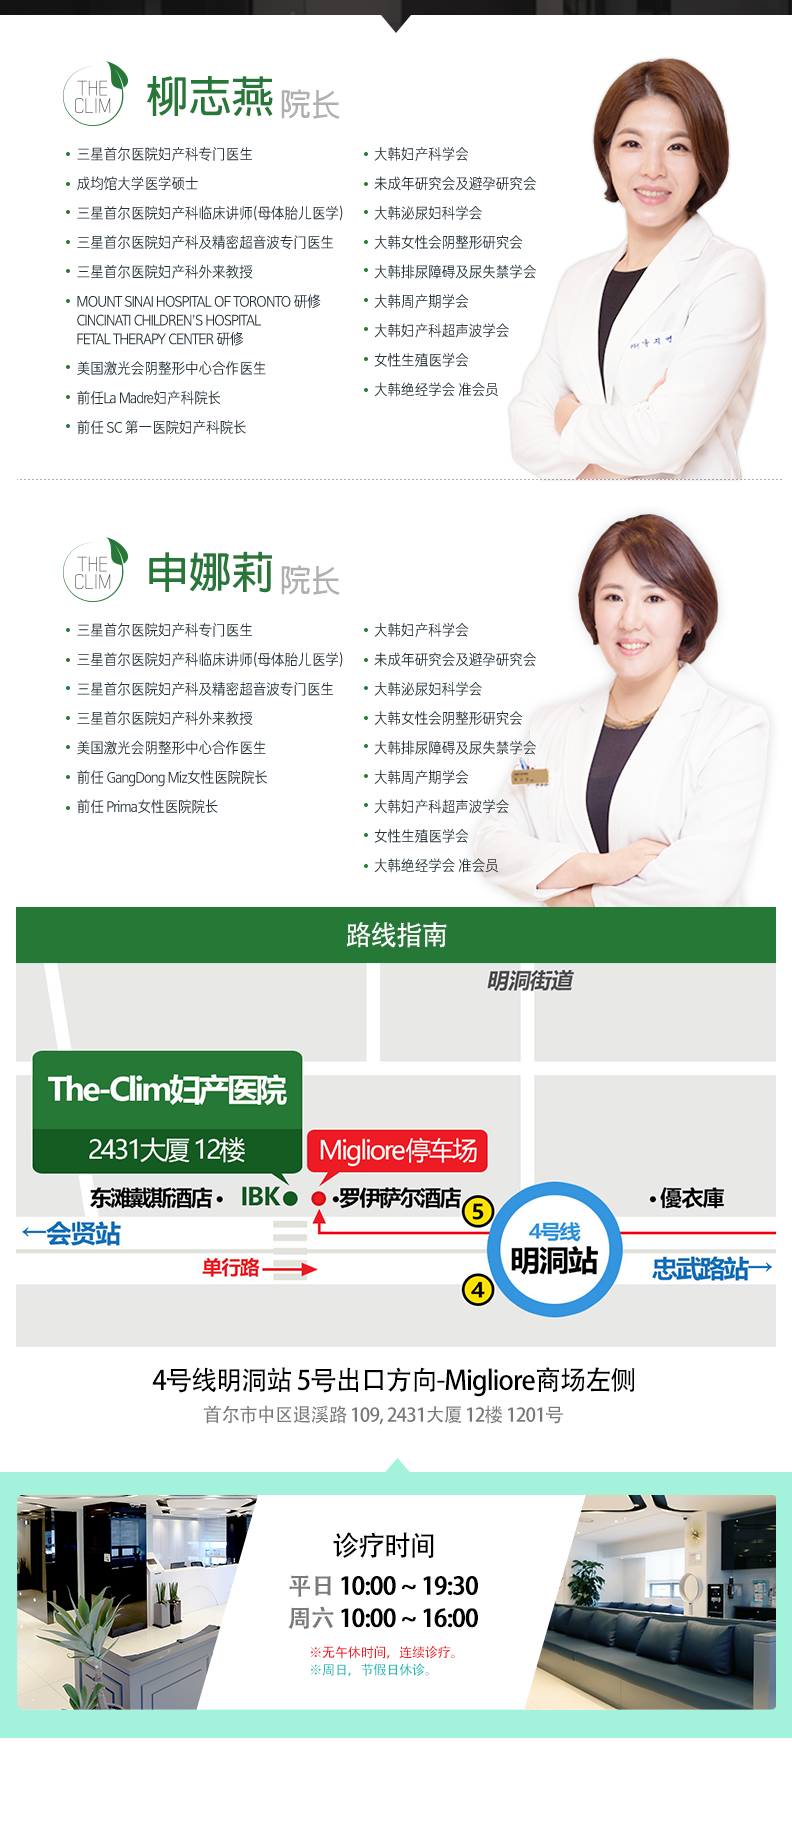 THE
CLIM
柳志燕 院长
三星首尔医院妇产科专门医生
成均馆大学医学硕士
三星首尔医院妇产科临床讲师(母体胎儿医学)
三星首尔医院妇产科及精密超音波专门医生
三星首尔医院妇产科外来教授
MOUNT SINAI HOSPITAL OF TORONTO 研修
CINCINATI CHILDREN'S HOSPITAL
FETAL THERAPY CENTER 研修
美国激光会阴整形中心合作医生
前任La Madre妇产科院长
前任 SC 第一医院妇产科院长
大韩妇产科学会
未成年研究会及避孕研究会
大韩泌尿妇科学会
大韩女性会阴整形研究会
大韩排尿障碍及尿失禁学会
大韩周产期学会
大韩妇产科超声波学会
女性生殖医学会
大韩绝经学会 准会员
THE
CLIM
申娜莉 院长
三星首尔医院妇产科专门医生
三星首尔医院妇产科临床讲师(母体胎儿医学)
三星首尔医院妇产科及精密超音波专门医生
三星首尔医院妇产科外来教授
美国激光会阴整形中心合作医生
前任 GangDong Miz女性医院院长
前任 Prima女性医院院长
大韩妇产科学会
未成年研究会及避孕研究会
大韩泌尿妇科学会
大韩女性会阴整形研究会
大韩排尿障碍及尿失禁学会
大韩周产期学会
大韩妇产科超声波学会
女性生殖医学会
大韩绝经学会 准会员
路线指南
明洞街道
The-Clim妇产医院
2431大厦 12楼
Migliore停车场
东滩戴斯酒店•
IBK
•罗伊萨尔酒店
5
•優衣庫
←会贤站
4号线
明洞站
单行路
4
忠武路站→
4号线明洞站 5号出口方向-Migliore商场左侧
首尔市中区退溪路 109, 2431大厦 12楼 1201号
诊疗时间
平日 10:00 ~ 19:30
周六 10:00 ~ 16:00
※无午休时间，连续诊疗。
※周日，节假日休诊。